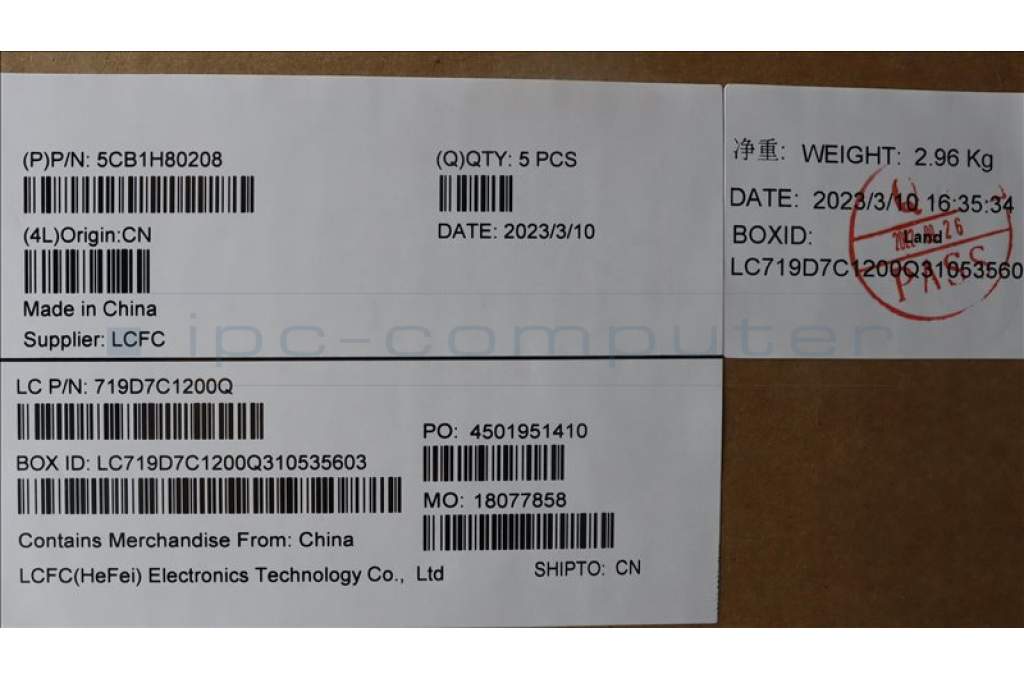 (P)P/N: 5CB1H80208
(Q)QTY: 5 PCS
(4L)Origin:CN
DATE: 2023/3/10
Made in China
Supplier: LCFC
净重: WEIGHT: 2.96 Kg
DATE: 2023/3/10 16:35:34
BOXID: Land
LC719D7C1200Q31053560
PASS
ipc-computer
LC P/N: 719D7C1200Q
PO: 4501951410
BOX ID: LC719D7C1200Q310535603
MO: 18077858
Contains Merchandise From: China
LCFC(HeFei) Electronics Technology Co., Ltd
SHIPTO: CN